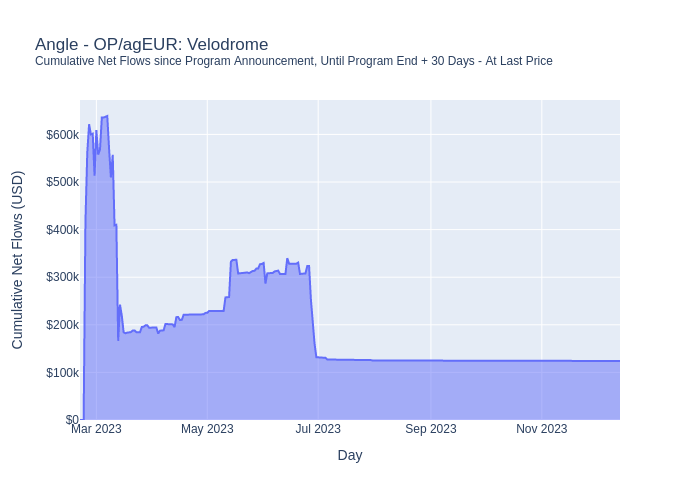 Angle - OP/agEUR: Velodrome
Cumulative Net Flows since Program Announcement, Until Program End + 30 Days - At Last Price
Cumulative Net Flows (USD)
$600k
$500k
$400k
$300k
$200k
$100k
$0
Mar 2023
May 2023
Jul 2023
Sep 2023
Nov 2023
Day